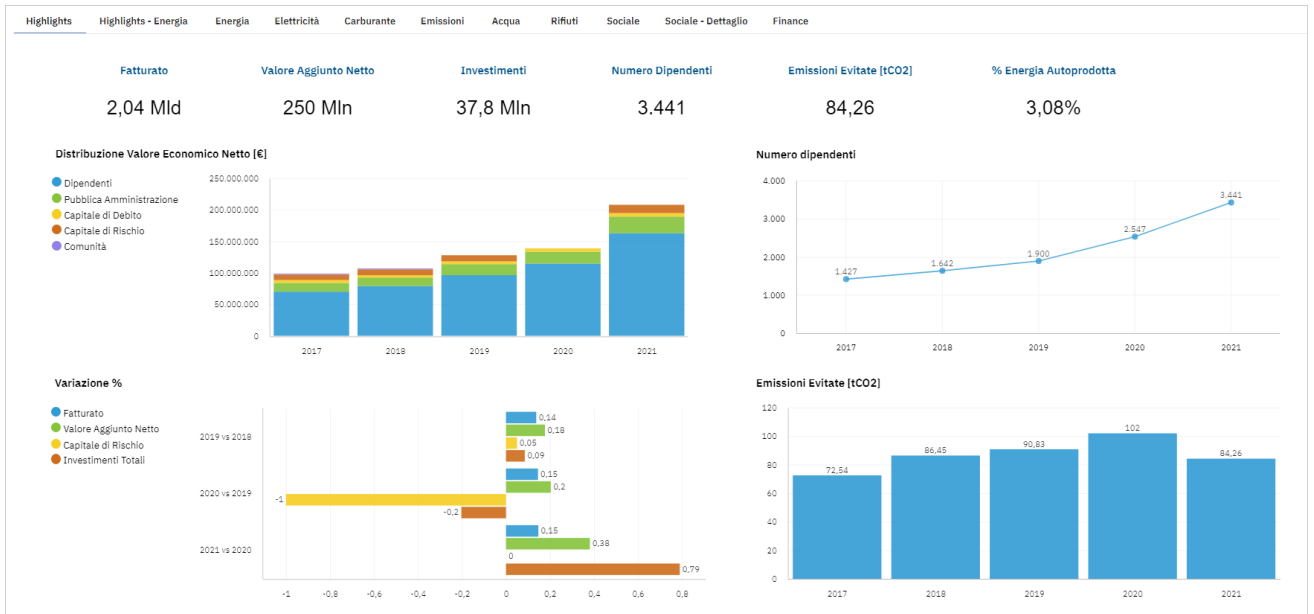 Highlights Highlights - Energia Energia Elettricità Carburante Emissioni Acqua Rifiuti Sociale Sociale - Dettaglio Finance
Fatturato Valore Aggiunto Netto Investimenti Numero Dipendenti Emissioni Evitate [tCO2] % Energia Autoprodotta
2,04 Mld 250 Mln 37,8 Mln 3.441 84,26 3,08%
Distribuzione Valore Economico Netto [€]
Dipendenti
Pubblica Amministrazione
Capitale di Debito
Capitale di Rischio
Comunità
250.000.000
200.000.000
150.000.000
100.000.000
50.000.000
0
2017 2018 2019 2020 2021
Numero dipendenti
4.000
3.000
2.000
1.000
0
1.427 1.642 1.900 2.547 3.441
2017 2018 2019 2020 2021
Variazione %
Fatturato
Valore Aggiunto Netto
Capitale di Rischio
Investimenti Totali
2019 vs 2018
0,14
0,18
0,05
0,09
2020 vs 2019
0,15
0,2
-1
-0,2
2021 vs 2020
0,15
0,38
0
0,79
-1 -0,8 -0,6 -0,4 -0,2 0 0,2 0,4 0,6 0,8
Emissioni Evitate [tCO2]
120
100
80
60
40
20
0
72,54 86,45 90,83 102 84,26
2017 2018 2019 2020 2021